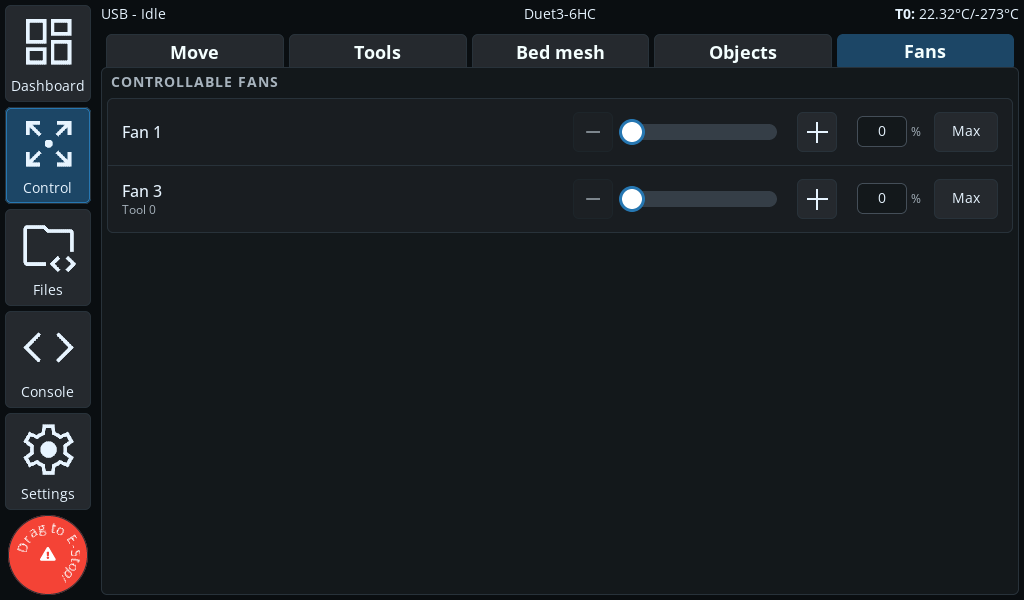 USB - Idle
Duet3-6HC
T0: 22.32°C/-273°C
Dashboard
Control
Files
Console
Settings
Drag to E-Stop!
Move
Tools
Bed mesh
Objects
Fans
CONTROLLABLE FANS
Fan 1
0 %
Max
Fan 3
Tool 0
0 %
Max